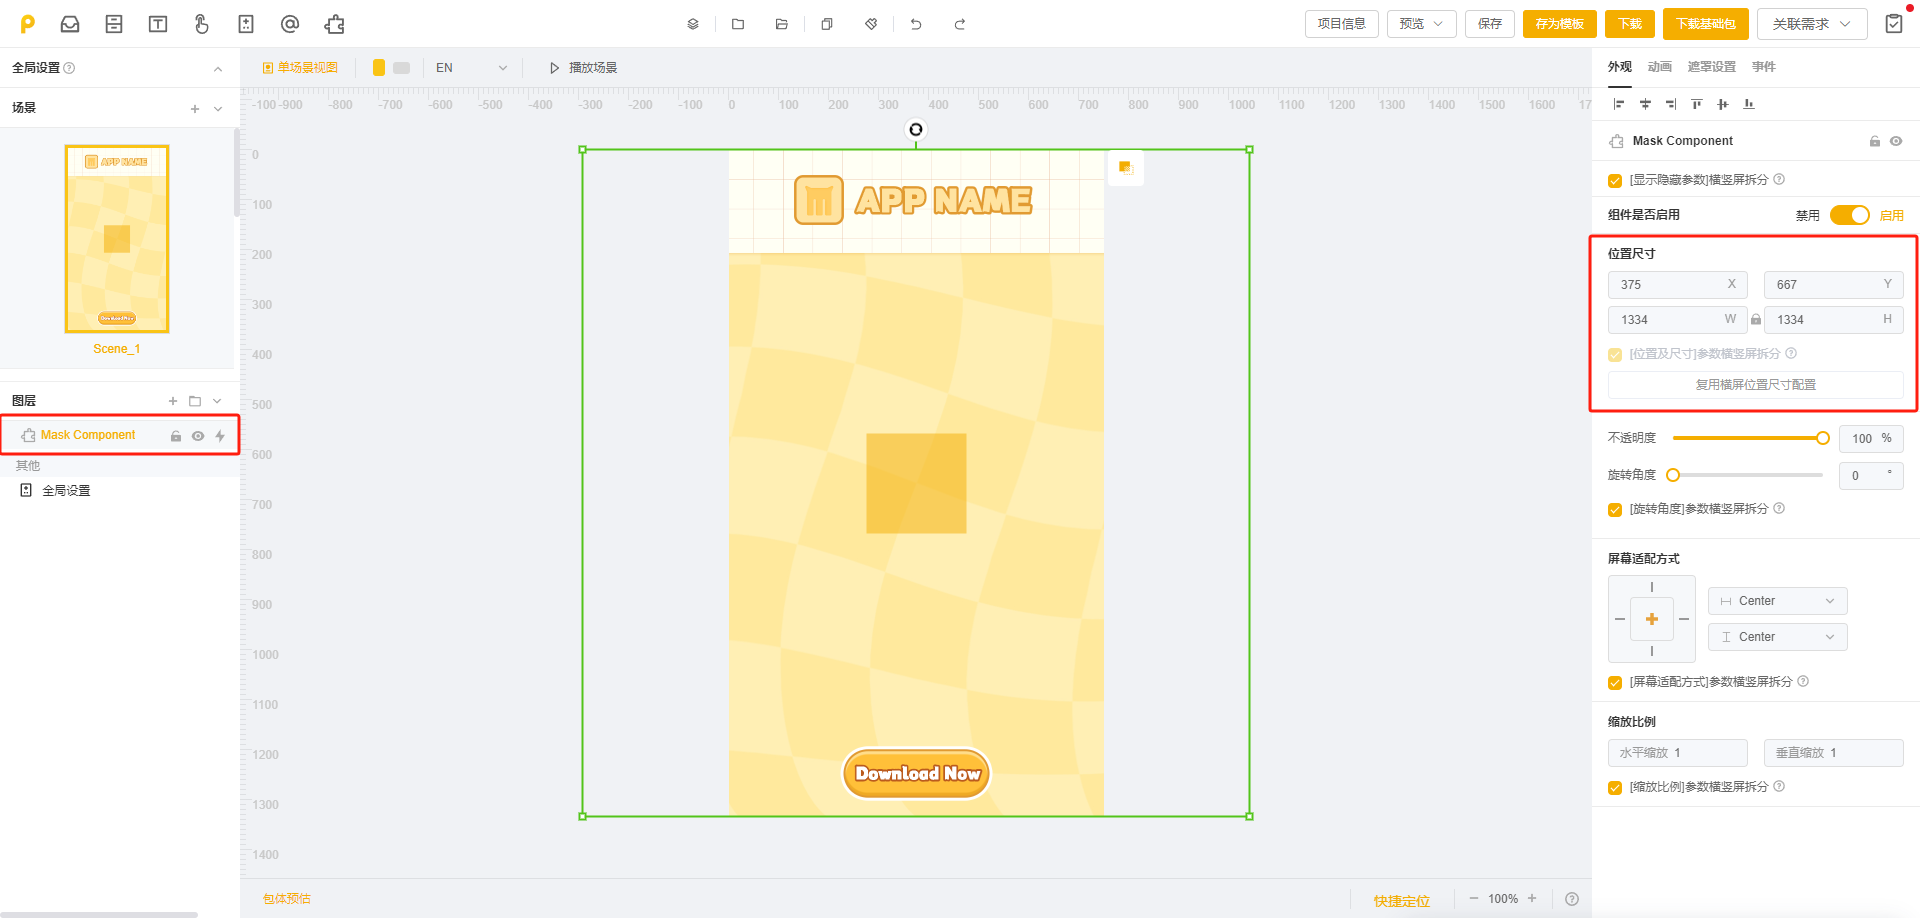 项目信息
预览
保存
存为模板
下载
下载基础包
关联需求
全局设置
单场景视图
EN
播放场景
外观 动画 遮罩设置 事件
场景
-100 -900 -800 -700 -600 -500 -400 -300 -200 -100 0 100 200 300 400 500 600 700 800 900 1000 1100 1200 1300 1400 1500 1600 17
APP NAME
Download Now
Scene_1
图层
Mask Component
其他
全局设置
0
100
200
300
400
500
600
700
800
900
1000
1100
1200
1300
1400
APP NAME
Download Now
Mask Component
[显示隐藏参数]横竖屏拆分
组件是否启用 禁用 启用
位置尺寸
375 X 667 Y
1334 W 1334 H
[位置及尺寸]参数横竖屏拆分
复用横屏位置尺寸配置
不透明度 100 %
旋转角度 0 °
[旋转角度]参数横竖屏拆分
屏幕适配方式
Center
Center
[屏幕适配方式]参数横竖屏拆分
缩放比例
水平缩放 1 垂直缩放 1
[缩放比例]参数横竖屏拆分
包体预估
快捷定位
100%